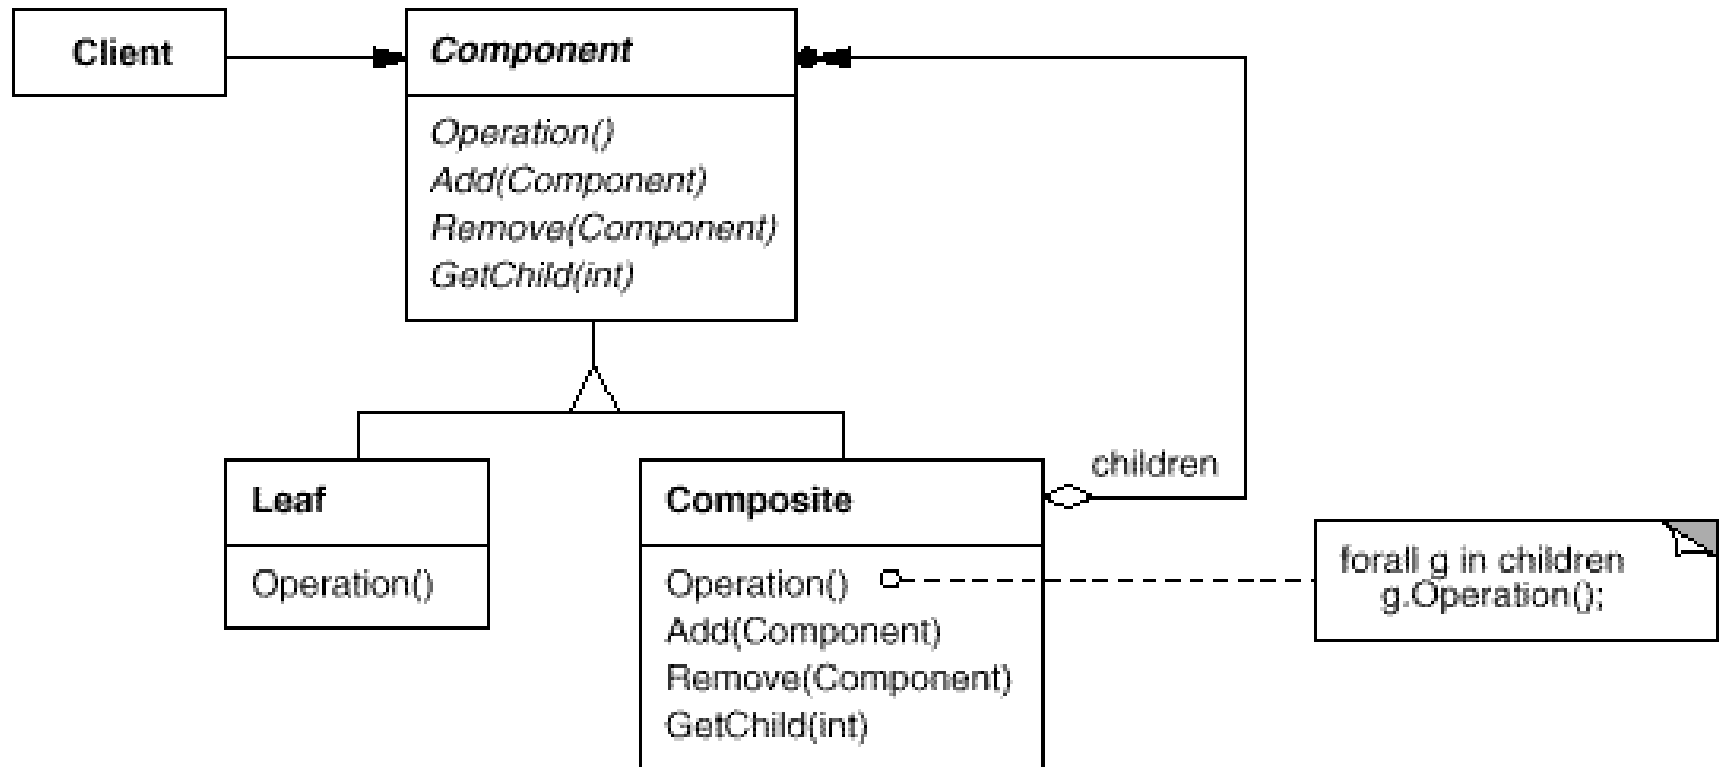 Client
Component
Operation()
Add(Component)
Remove(Component)
GetChild(int)
Leaf
Operation()
Composite
Operation()
Add(Component)
Remove(Component)
GetChild(int)
children
forall g in children
g.Operation();